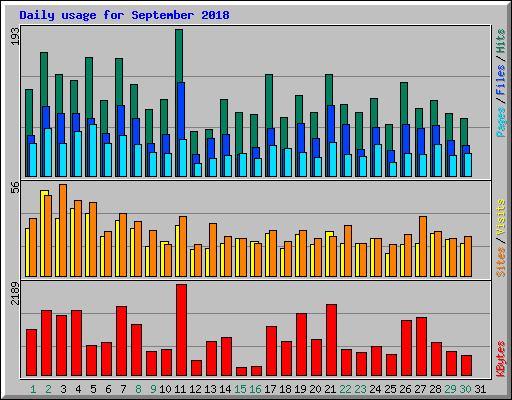 Daily usage for September 2018
193
Pages / Files / Hits
56
Sites / Visits
2189
KBytes
1 2 3 4 5 6 7 8 9 10 11 12 13 14 15 16 17 18 19 20 21 22 23 24 25 26 27 28 29 30 31